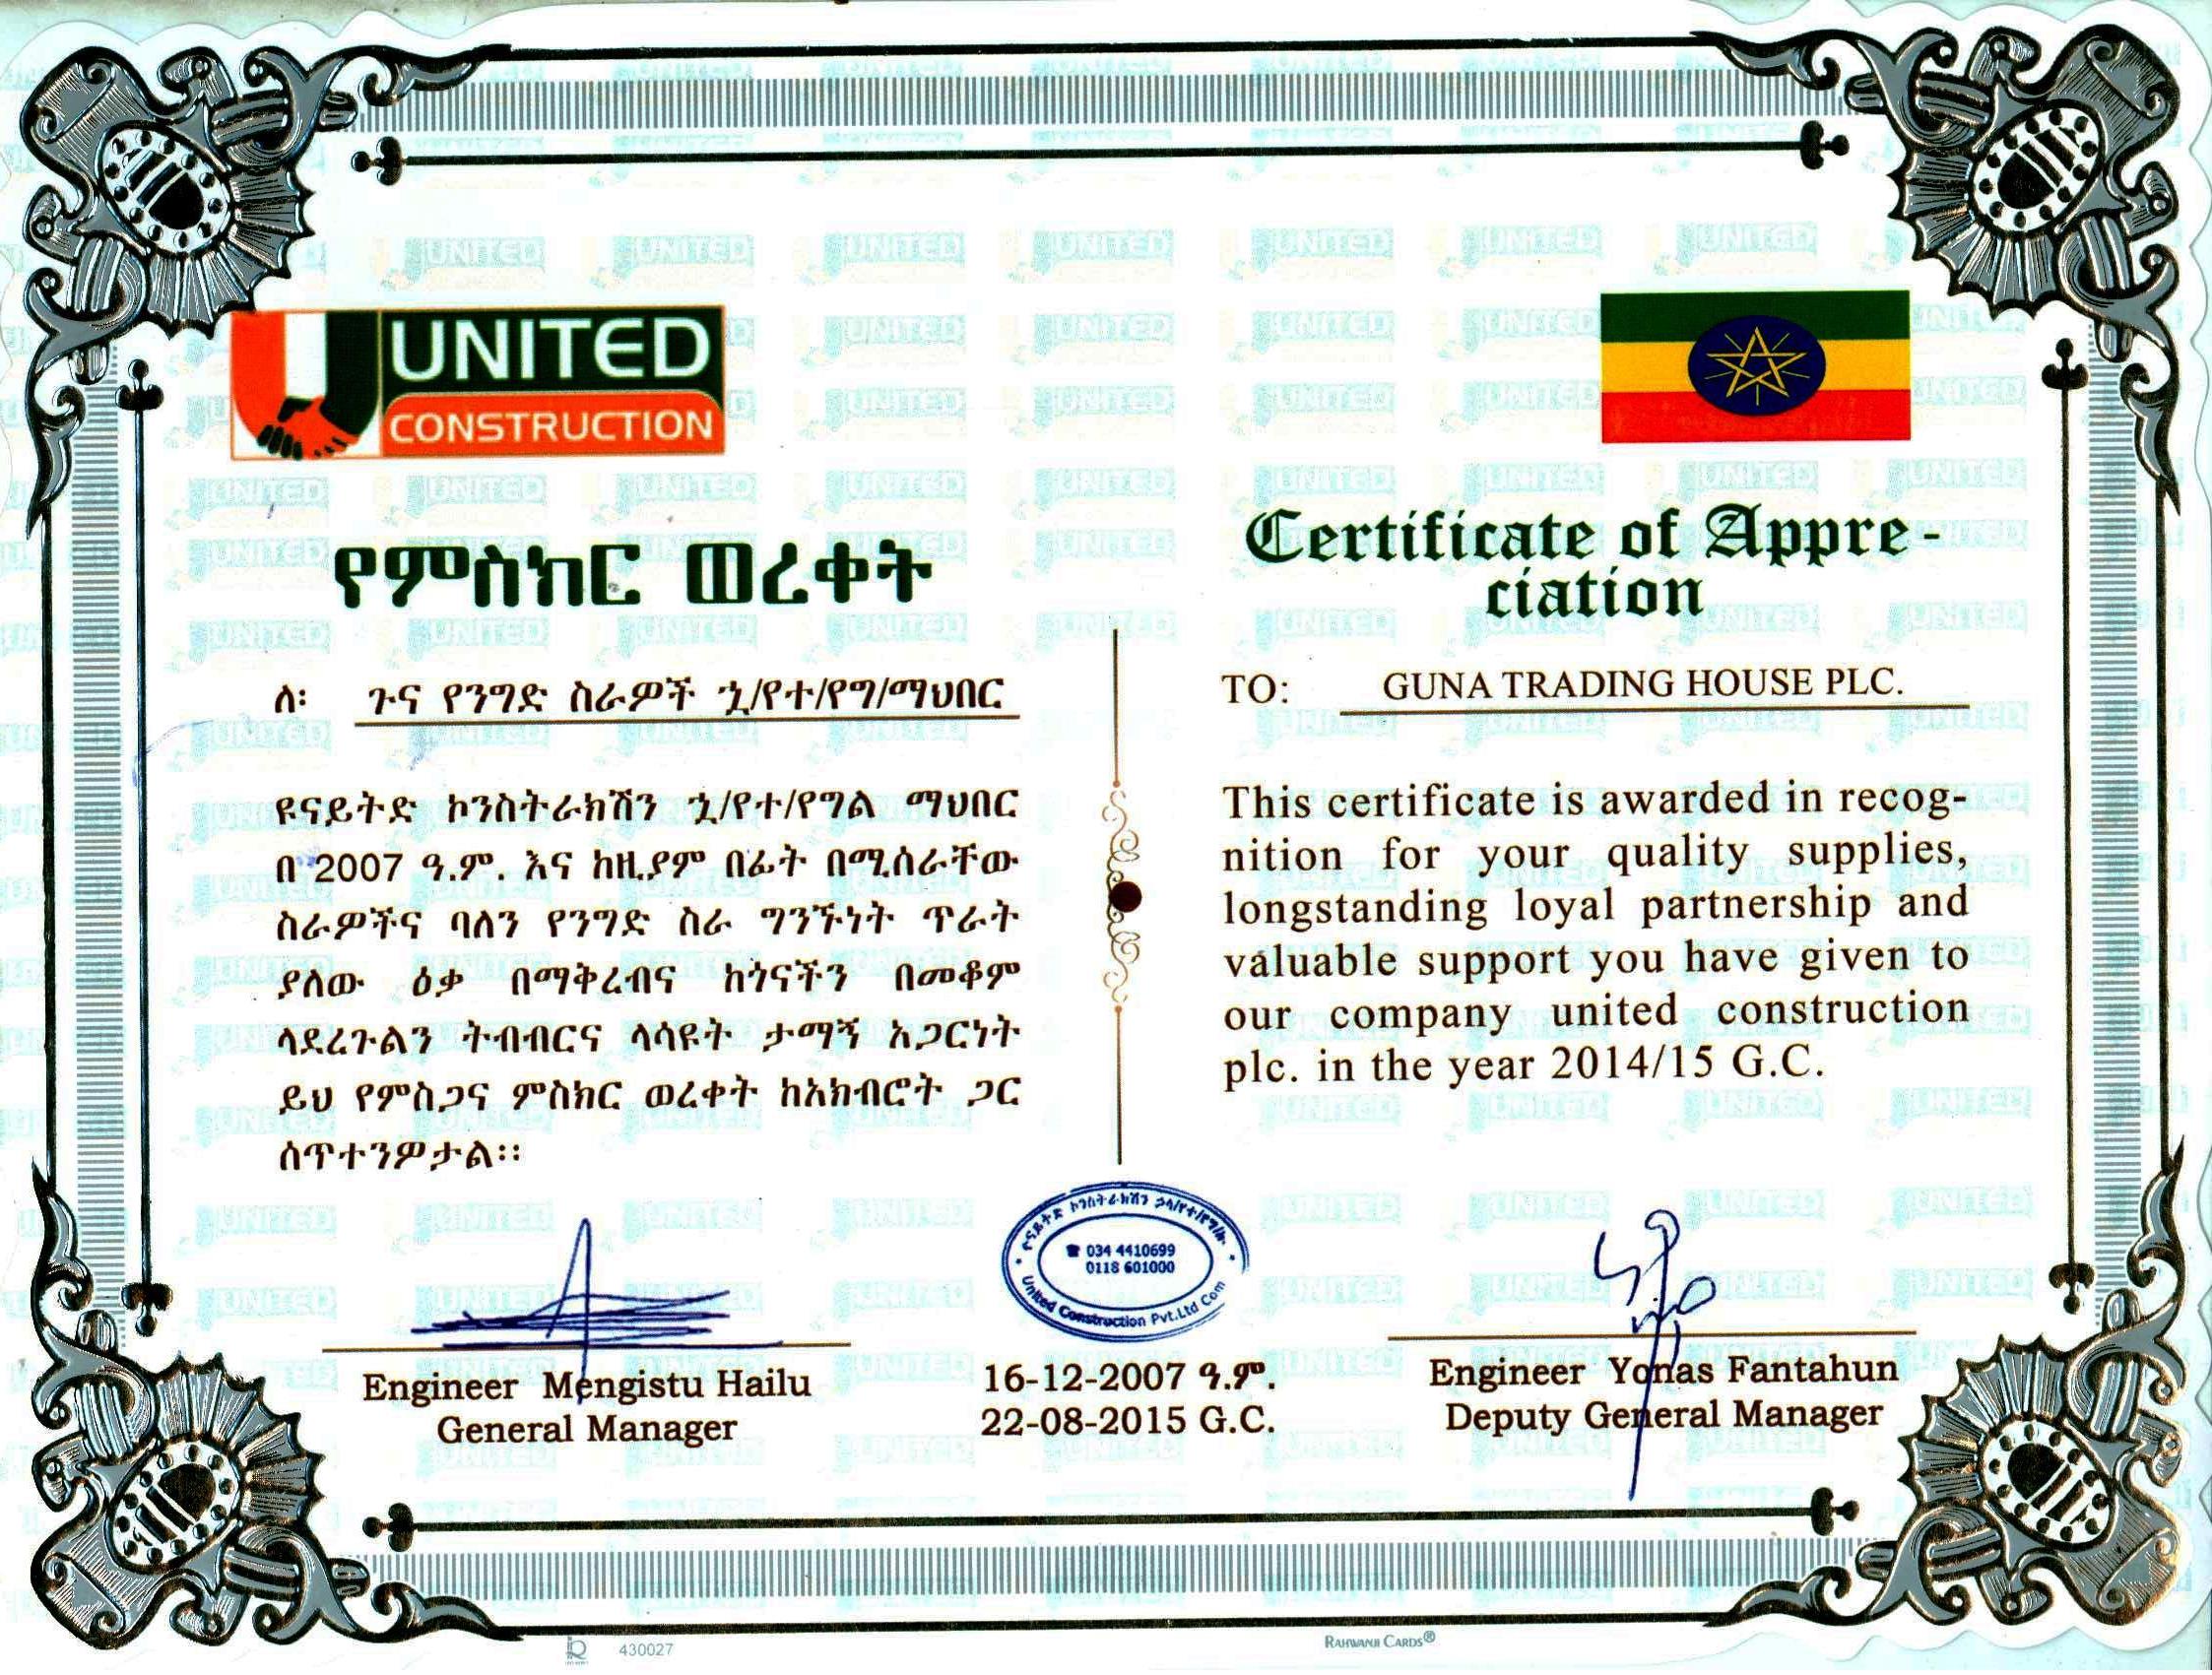 UNITED
CONSTRUCTION
የምስክር ወረቀት
ለ፡ ጉና የንግድ ስራዎች ኋ/የተ/የግ/ማህበር
ዩናይትድ ኮንስትራክሽን ኋ/የተ/የግል ማህበር
በ 2007 ዓ.ም. እና ከዚያም በፊት በሚሰራቸው
ስራዎችና ባለን የንግድ ስራ ግንኙነት ጥራት
ያለው ዕቃ በማቅረብና ከጎናችን በመቆም
ላደረጉልን ትብብርና ላሳዩት ታማኝ አጋርነት
ይህ የምስጋና ምስክር ወረቀት ከአክብሮት ጋር
ሰጥተንዎታል፡፡
Certificate of Appre-
ciation
TO: GUNA TRADING HOUSE PLC.
This certificate is awarded in recog-
nition for your quality supplies,
longstanding loyal partnership and
valuable support you have given to
our company united construction
plc. in the year 2014/15 G.C.
ዩናይትድ ኮንስትራክሽን
034 4410699
0118 601000
United Construction Pvt.Ltd Com
Engineer Mengistu Hailu
General Manager
16-12-2007 ዓ.ም.
22-08-2015 G.C.
Engineer Yonas Fantahun
Deputy General Manager
430027
RAHWANJI CARDS®